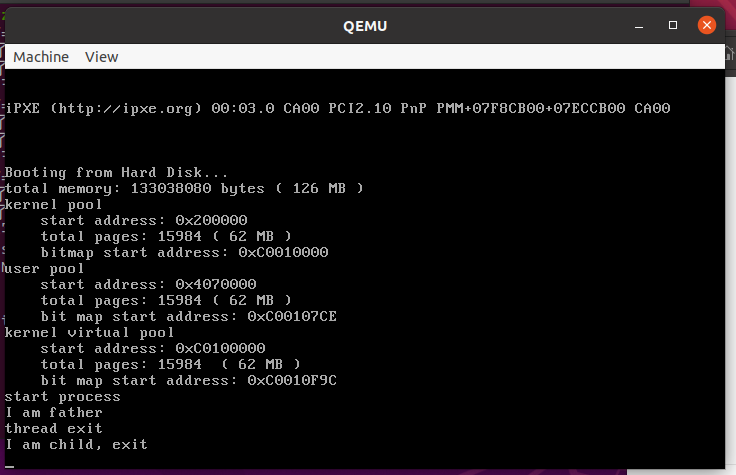 QEMU
Machine View
iPXE (http://ipxe.org) 00:03.0 CA00 PCI2.10 PnP PMM+07F8CB00+07ECCB00 CA00
Booting from Hard Disk...
total memory: 133038080 bytes ( 126 MB )
kernel pool
    start address: 0x200000
    total pages: 15984 ( 62 MB )
    bitmap start address: 0xC0010000
user pool
    start address: 0x4070000
    total pages: 15984 ( 62 MB )
    bit map start address: 0xC00107CE
kernel virtual pool
    start address: 0xC0100000
    total pages: 15984  ( 62 MB )
    bit map start address: 0xC0010F9C
start process
I am father
thread exit
I am child, exit